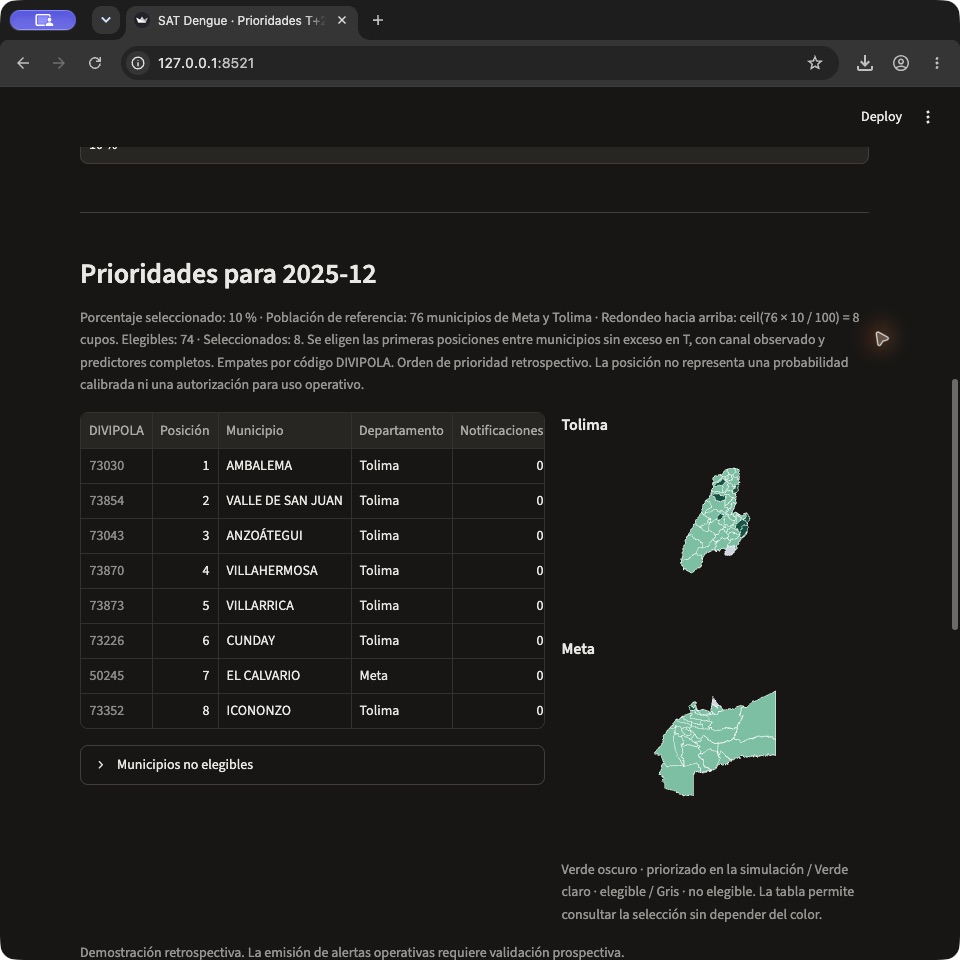 SAT Dengue · Prioridades T+
127.0.0.1:8521
Deploy
Prioridades para 2025-12
Porcentaje seleccionado: 10 % · Población de referencia: 76 municipios de Meta y Tolima · Redondeo hacia arriba: ceil(76 × 10 / 100) = 8
cupos. Elegibles: 74 · Seleccionados: 8. Se eligen las primeras posiciones entre municipios sin exceso en T, con canal observado y
predictores completos. Empates por código DIVIPOLA. Orden de prioridad retrospectivo. La posición no representa una probabilidad
calibrada ni una autorización para uso operativo.
DIVIPOLA Posición Municipio Departamento Notificaciones
73030 1 AMBALEMA Tolima 0
73854 2 VALLE DE SAN JUAN Tolima 0
73043 3 ANZOÁTEGUI Tolima 0
73870 4 VILLAHERMOSA Tolima 0
73873 5 VILLARRICA Tolima 0
73226 6 CUNDAY Tolima 0
50245 7 EL CALVARIO Meta 0
73352 8 ICONONZO Tolima 0
Municipios no elegibles
Tolima
Meta
Verde oscuro · priorizado en la simulación / Verde
claro · elegible / Gris · no elegible. La tabla permite
consultar la selección sin depender del color.
Demostración retrospectiva. La emisión de alertas operativas requiere validación prospectiva.